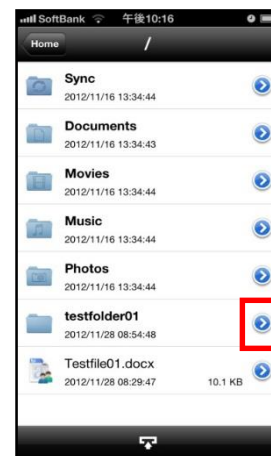 SoftBank 午後10:16
Home /
Sync
2012/11/16 13:34:44
Documents
2012/11/16 13:34:43
Movies
2012/11/16 13:34:44
Music
2012/11/16 13:34:44
Photos
2012/11/16 13:34:44
testfolder01
2012/11/28 08:54:48
Testfile01.docx
2012/11/28 08:29:47 10.1 KB